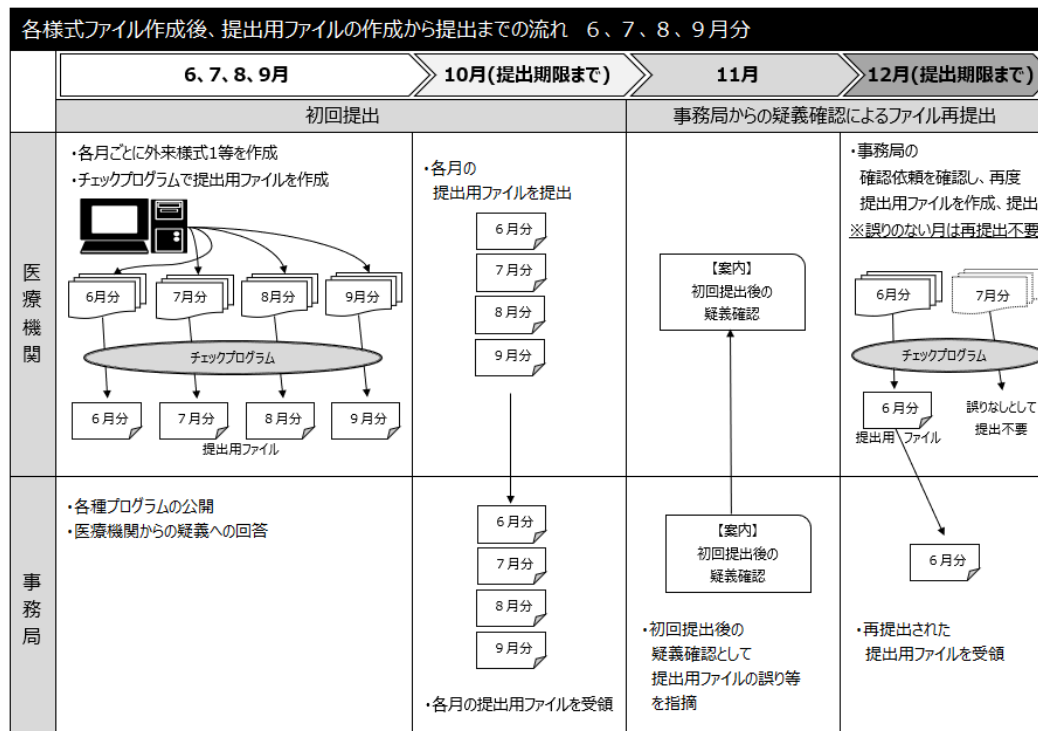 各様式ファイル作成後、提出用ファイルの作成から提出までの流れ　６、７、８、９月分
6、7、8、9月
10月(提出期限まで)
11月
12月(提出期限まで)
初回提出
事務局からの疑義確認によるファイル再提出
医療機関
・各月ごとに外来様式1等を作成
・チェックプログラムで提出用ファイルを作成
6月分
7月分
8月分
9月分
チェックプログラム
６月分
７月分
８月分
９月分
提出用ファイル
・各月の
提出用ファイルを提出
６月分
７月分
８月分
９月分
【案内】
初回提出後の
疑義確認
・事務局の
確認依頼を確認し、再度
提出用ファイルを作成、提出
※誤りのない月は再提出不要
6月分
7月分
チェックプログラム
６月分
提出用 ファイル
誤りなしとして
提出不要
事務局
・各種プログラムの公開
・医療機関からの疑義への回答
６月分
７月分
８月分
９月分
・各月の提出用ファイルを受領
【案内】
初回提出後の
疑義確認
・初回提出後の
疑義確認として
提出用ファイルの誤り等
を指摘
６月分
・再提出された
提出用ファイルを受領